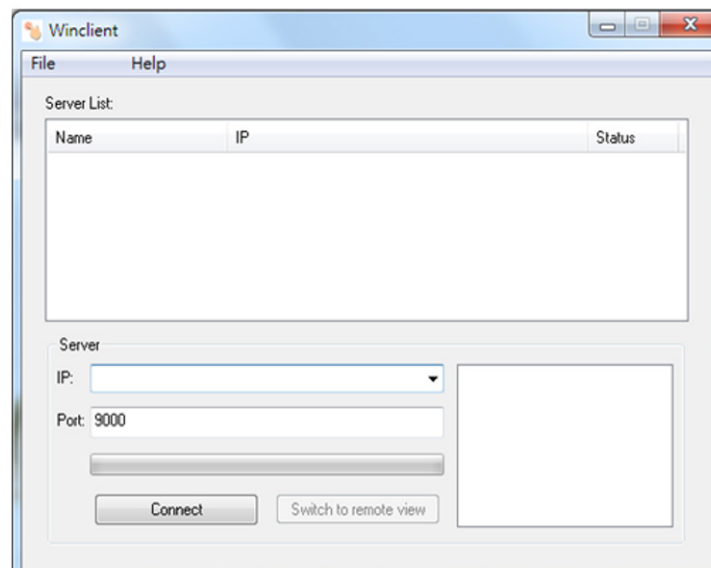 Winclient
File Help
Server List:
Name IP Status
Server
IP:
Port: 9000
Connect Switch to remote view